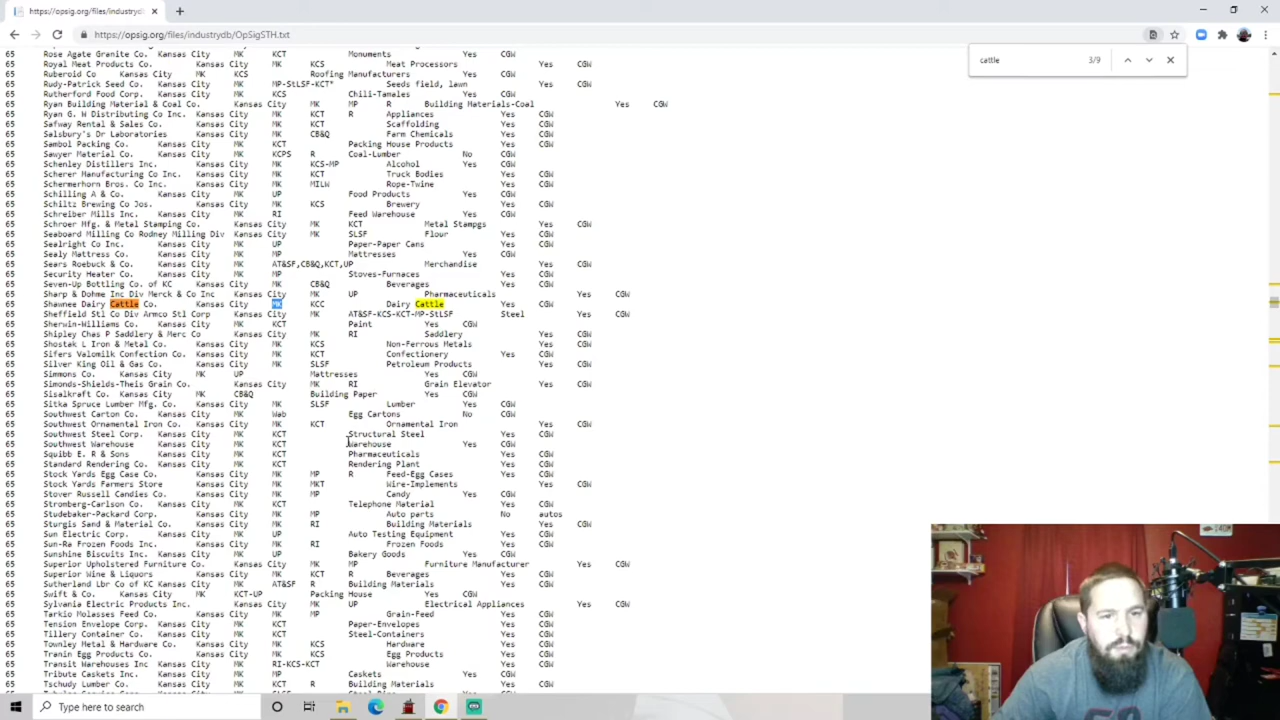 https://opsig.org/files/industrydb/
https://opsig.org/files/industrydb/OpSigSTH.txt
cattle 3/9
65 Rose Agate Granite Co. Kansas City MK KCT Monuments Yes CGW
65 Royal Meat Products Co. Kansas City MK KCS Meat Processors Yes CGW
65 Ruberoid Co Kansas City MK KCS Roofing Manufacturers Yes CGW
65 Rudy-Patrick Seed Co. Kansas City MK MP-StLSF-KCT* Seeds field, lawn Yes CGW
65 Rutherford Food Corp. Kansas City MK KCS Chili-Tamales Yes CGW
65 Ryan Building Material & Coal Co. Kansas City MK MP R Building Materials-Coal Yes CGW
65 Ryan G. W Distributing Co Inc. Kansas City MK KCT R Appliances Yes CGW
65 Safway Rental & Sales Co. Kansas City MK KCT Scaffolding Yes CGW
65 Salsbury's Dr Laboratories Kansas City MK CB&Q Farm Chemicals Yes CGW
65 Sambol Packing Co. Kansas City MK KCT Packing House Products Yes CGW
65 Sawyer Material Co. Kansas City MK KCPS R Coal-Lumber No CGW
65 Schenley Distillers Inc. Kansas City MK KCS-MP Alcohol Yes CGW
65 Scherer Manufacturing Co Inc. Kansas City MK KCT Truck Bodies Yes CGW
65 Schermerhorn Bros. Co Inc. Kansas City MK MILW Rope-Twine Yes CGW
65 Schilling A & Co. Kansas City MK UP Food Products Yes CGW
65 Schiltz Brewing Co Jos. Kansas City MK KCS Brewery Yes CGW
65 Schreiber Mills Inc. Kansas City MK RI Feed Warehouse Yes CGW
65 Schroer Mfg. & Metal Stamping Co. Kansas City MK KCT Metal Stampgs Yes CGW
65 Seaboard Milling Co Rodney Milling Div Kansas City MK SLSF Flour Yes CGW
65 Sealright Co Inc. Kansas City MK UP Paper-Paper Cans Yes CGW
65 Sealy Mattress Co. Kansas City MK MP Mattresses Yes CGW
65 Sears Roebuck & Co. Kansas City MK AT&SF,CB&Q,KCT,UP Merchandise Yes CGW
65 Security Heater Co. Kansas City MK MP Stoves-Furnaces Yes CGW
65 Seven-Up Bottling Co. of KC Kansas City MK CB&Q Beverages Yes CGW
65 Sharp & Dohme Inc Div Merck & Co Inc Kansas City MK UP Pharmaceuticals Yes CGW
65 Shawnee Dairy Cattle Co. Kansas City MK KCC Dairy Cattle Yes CGW
65 Sheffield Stl Co Div Armco Stl Corp Kansas City MK AT&SF-KCS-KCT-MP-StLSF Steel Yes CGW
65 Sherwin-Williams Co. Kansas City MK KCT Paint Yes CGW
65 Shipley Chas P Saddlery & Merc Co Kansas City MK RI Saddlery Yes CGW
65 Shostak L Iron & Metal Co. Kansas City MK KCS Non-Ferrous Metals Yes CGW
65 Sifers Valomilk Confection Co. Kansas City MK KCT Confectionery Yes CGW
65 Silver King Oil & Gas Co. Kansas City MK SLSF Petroleum Products Yes CGW
65 Simmons Co. Kansas City MK UP Mattresses Yes CGW
65 Simonds-Shields-Theis Grain Co. Kansas City MK RI Grain Elevator Yes CGW
65 Sisalkraft Co. Kansas City MK CB&Q Building Paper Yes CGW
65 Sitka Spruce Lumber Mfg. Co. Kansas City MK SLSF Lumber Yes CGW
65 Southwest Carton Co. Kansas City MK Wab Egg Cartons No CGW
65 Southwest Ornamental Iron Co. Kansas City MK KCT Ornamental Iron Yes CGW
65 Southwest Steel Corp. Kansas City MK KCT Structural Steel Yes CGW
65 Southwest Warehouse Kansas City MK KCT Warehouse Yes CGW
65 Squibb E. R & Sons Kansas City MK KCT Pharmaceuticals Yes CGW
65 Standard Rendering Co. Kansas City MK KCT Rendering Plant Yes CGW
65 Stock Yards Egg Case Co. Kansas City MK MP R Feed-Egg Cases Yes CGW
65 Stock Yards Farmers Store Kansas City MK MKT Wire-Implements Yes CGW
65 Stover Russell Candies Co. Kansas City MK MP Candy Yes CGW
65 Stromberg-Carlson Co. Kansas City MK KCT Telephone Material Yes CGW
65 Studebaker-Packard Corp. Kansas City MK MP Auto parts No autos
65 Sturgis Sand & Material Co. Kansas City MK RI Building Materials Yes CGW
65 Sun Electric Corp. Kansas City MK UP Auto Testing Equipment Yes CGW
65 Sun-Ra Frozen Foods Inc. Kansas City MK RI Frozen Foods Yes CGW
65 Sunshine Biscuits Inc. Kansas City MK UP Bakery Goods Yes CGW
65 Superior Upholstered Furniture Co. Kansas City MK MP Furniture Manufacturer Yes CGW
65 Superior Wine & Liquors Kansas City MK KCT R Beverages Yes CGW
65 Sutherland Lbr Co of KC Kansas City MK AT&SF R Building Materials Yes CGW
65 Swift & Co. Kansas City MK KCT-UP Packing House Yes CGW
65 Sylvania Electric Products Inc. Kansas City MK UP Electrical Appliances Yes CGW
65 Tarkio Molasses Feed Co. Kansas City MK MP Grain-Feed Yes CGW
65 Tension Envelope Corp. Kansas City MK KCT Paper-Envelopes Yes CGW
65 Tillery Container Co. Kansas City MK KCT Steel-Containers Yes CGW
65 Townley Metal & Hardware Co. Kansas City MK KCS Hardware Yes CGW
65 Tranin Egg Products Co. Kansas City MK KCS Egg Products Yes CGW
65 Transit Warehouses Inc Kansas City MK RI-KCS-KCT Warehouse Yes CGW
65 Tribute Caskets Inc. Kansas City MK MP Caskets Yes CGW
65 Tschudy Lumber Co. Kansas City MK KCT R Building Materials Yes CGW
Type here to search